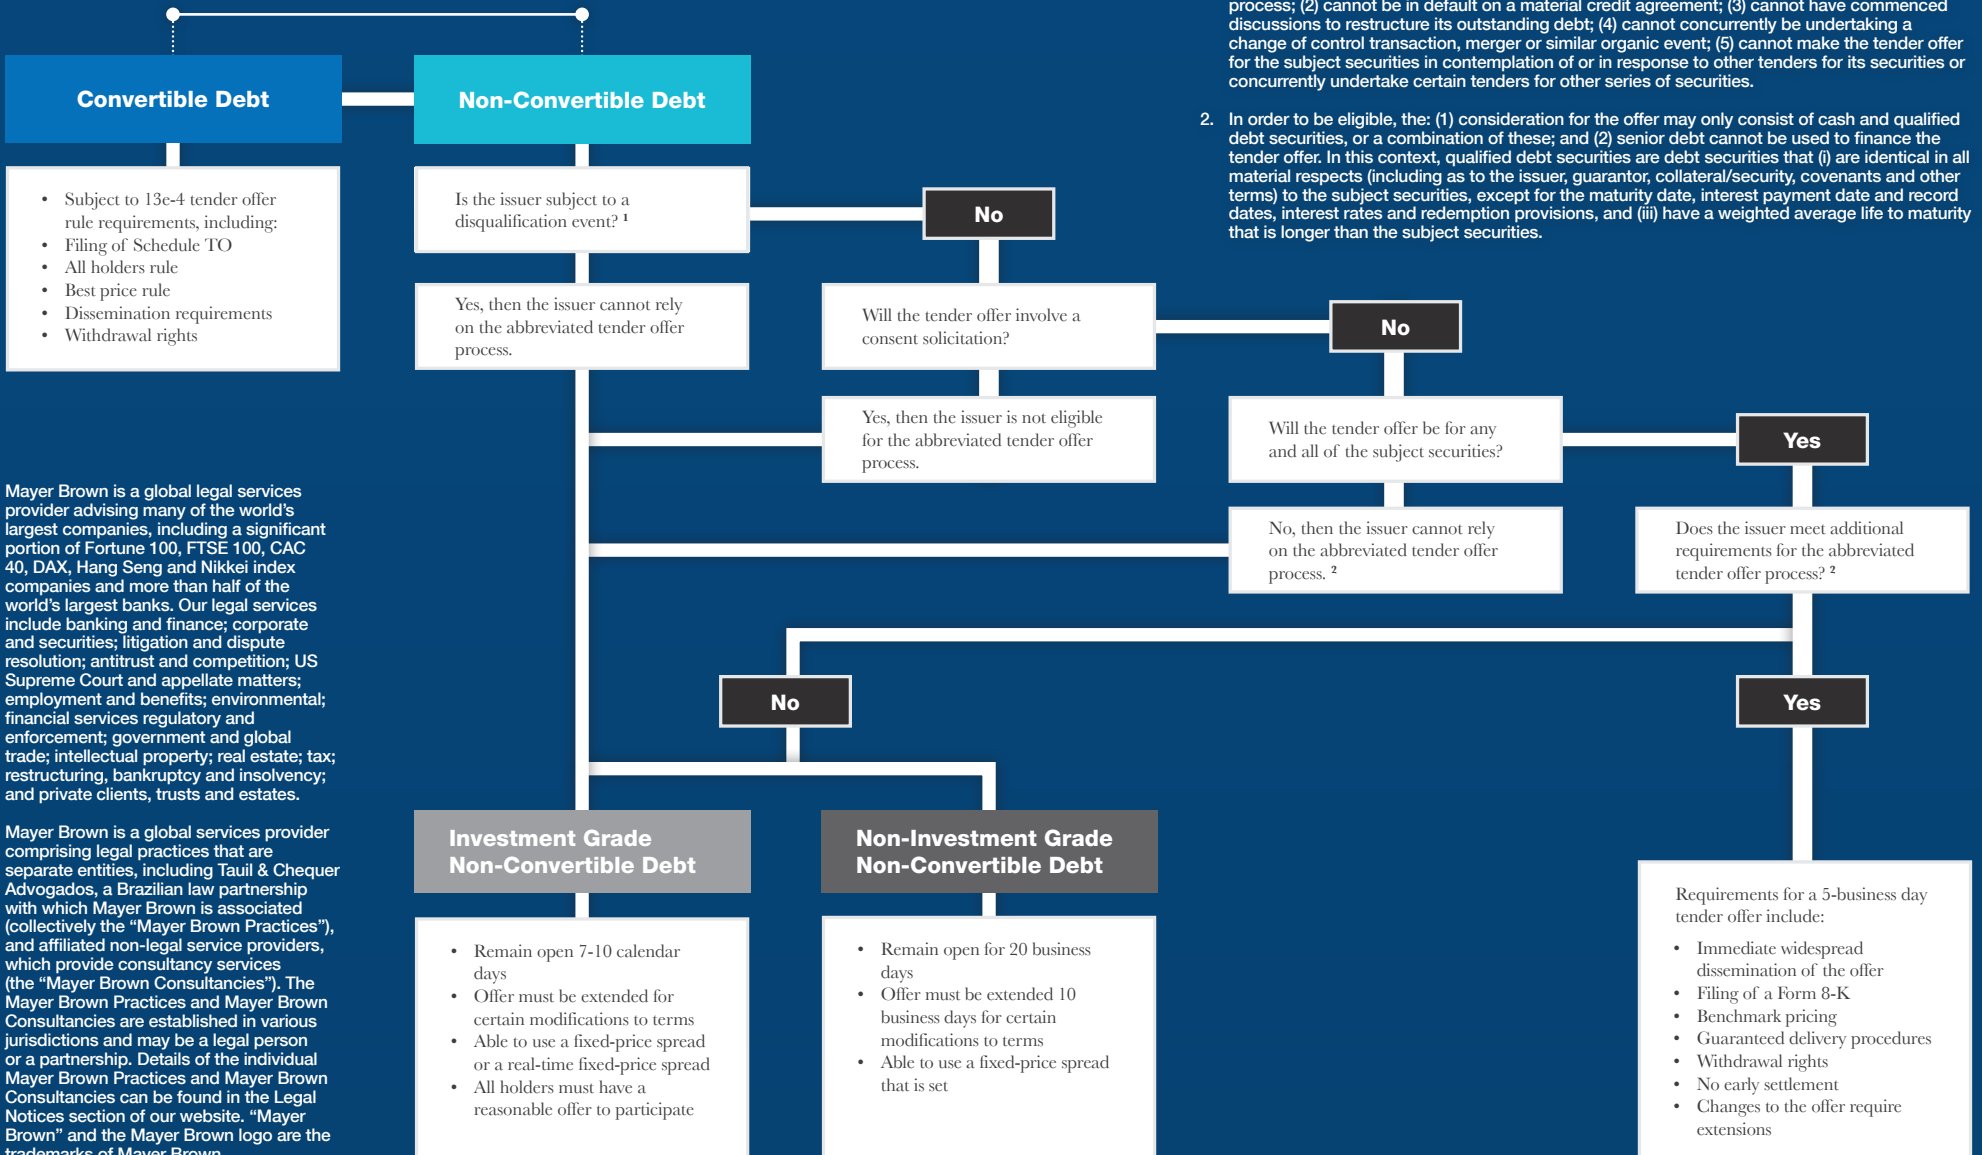 process; (2) cannot be in default on a material credit agreement; (3) cannot have commenced
discussions to restructure its outstanding debt; (4) cannot concurrently be undertaking a
change of control transaction, merger or similar organic event; (5) cannot make the tender offer
for the subject securities in contemplation of or in response to other tenders for its securities or
concurrently undertake certain tenders for other series of securities.
2. In order to be eligible, the: (1) consideration for the offer may only consist of cash and qualified
debt securities, or a combination of these; and (2) senior debt cannot be used to finance the
tender offer. In this context, qualified debt securities are debt securities that (i) are identical in all
material respects (including as to the issuer, guarantor, collateral/security, covenants and other
terms) to the subject securities, except for the maturity date, interest payment date and record
dates, interest rates and redemption provisions, and (iii) have a weighted average life to maturity
that is longer than the subject securities.
Convertible Debt
• Subject to 13e-4 tender offer
rule requirements, including:
• Filing of Schedule TO
• All holders rule
• Best price rule
• Dissemination requirements
• Withdrawal rights
Non-Convertible Debt
Is the issuer subject to a
disqualification event? 1
No
Yes, then the issuer cannot rely
on the abbreviated tender offer
process.
Will the tender offer involve a
consent solicitation?
No
Yes, then the issuer is not eligible
for the abbreviated tender offer
process.
Will the tender offer be for any
and all of the subject securities?
Yes
No, then the issuer cannot rely
on the abbreviated tender offer
process. 2
Does the issuer meet additional
requirements for the abbreviated
tender offer process? 2
No
Yes
Investment Grade
Non-Convertible Debt
• Remain open 7-10 calendar
days
• Offer must be extended for
certain modifications to terms
• Able to use a fixed-price spread
or a real-time fixed-price spread
• All holders must have a
reasonable offer to participate
Non-Investment Grade
Non-Convertible Debt
• Remain open for 20 business
days
• Offer must be extended 10
business days for certain
modifications to terms
• Able to use a fixed-price spread
that is set
Requirements for a 5-business day
tender offer include:
• Immediate widespread
dissemination of the offer
• Filing of a Form 8-K
• Benchmark pricing
• Guaranteed delivery procedures
• Withdrawal rights
• No early settlement
• Changes to the offer require
extensions
Mayer Brown is a global legal services
provider advising many of the world's
largest companies, including a significant
portion of Fortune 100, FTSE 100, CAC
40, DAX, Hang Seng and Nikkei index
companies and more than half of the
world's largest banks. Our legal services
include banking and finance; corporate
and securities; litigation and dispute
resolution; antitrust and competition; US
Supreme Court and appellate matters;
employment and benefits; environmental;
financial services regulatory and
enforcement; government and global
trade; intellectual property; real estate; tax;
restructuring, bankruptcy and insolvency;
and private clients, trusts and estates.
Mayer Brown is a global services provider
comprising legal practices that are
separate entities, including Tauil & Chequer
Advogados, a Brazilian law partnership
with which Mayer Brown is associated
(collectively the “Mayer Brown Practices”),
and affiliated non-legal service providers,
which provide consultancy services
(the “Mayer Brown Consultancies”). The
Mayer Brown Practices and Mayer Brown
Consultancies are established in various
jurisdictions and may be a legal person
or a partnership. Details of the individual
Mayer Brown Practices and Mayer Brown
Consultancies can be found in the Legal
Notices section of our website. “Mayer
Brown” and the Mayer Brown logo are the
trademarks of Mayer Brown.